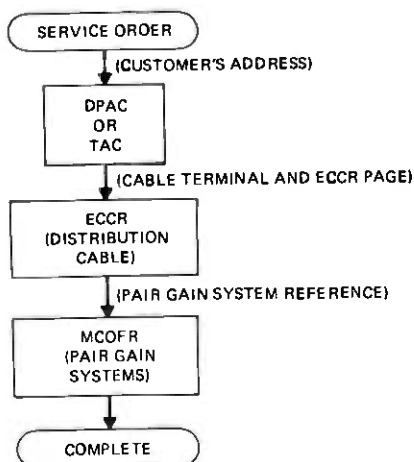 SERVICE ORDER
(CUSTOMER'S ADDRESS)
DPAC
OR
TAC
(CABLE TERMINAL AND ECCR PAGE)
ECCR
(DISTRIBUTION
CABLE)
(PAIR GAIN SYSTEM REFERENCE)
MCOFR
(PAIR GAIN
SYSTEMS)
COMPLETE